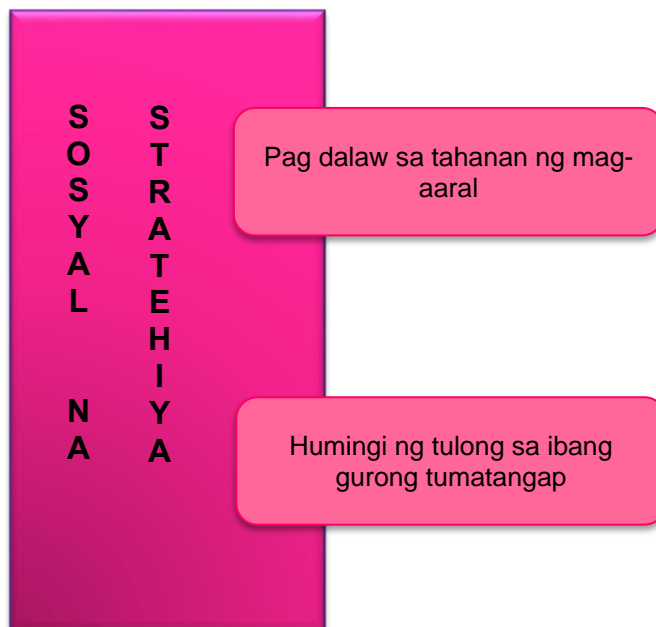 SOSYAL NA
STRATEHIYA
Pag dalaw sa tahanan ng mag-
aaral
Humingi ng tulong sa ibang
gurong tumatangap